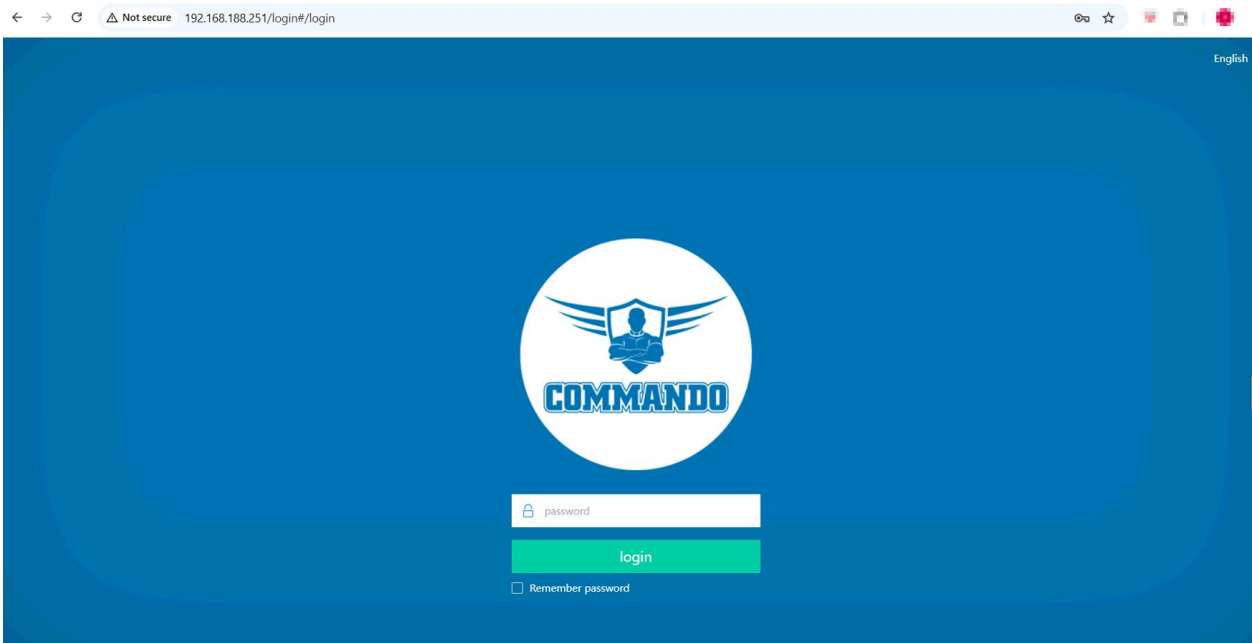 Not secure 192.168.188.251/login#/login
English
COMMANDO
password
login
Remember password